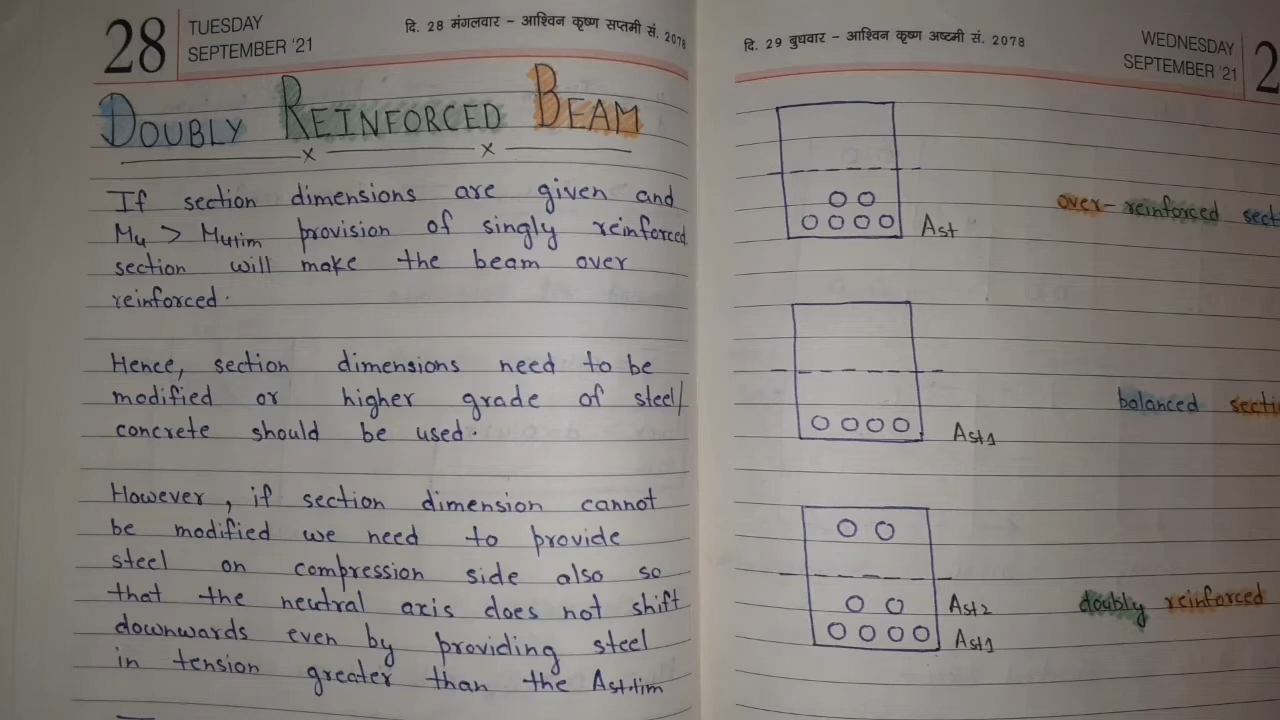 28
TUESDAY
SEPTEMBER '21
दि. 28 मंगलवार – आश्विन कृष्ण सप्तमी सं. 2078
DOUBLY REINFORCED BEAM
If section dimensions are given and
Mu > Mulim provision of singly reinforced
section will make the beam over
reinforced.
Hence, section dimensions need to be
modified or higher grade of steel/
concrete should be used.
However, if section dimension cannot
be modified we need to provide
steel on compression side also so
that the neutral axis does not shift
downwards even by providing steel
in tension greater than the Ast.lim
दि. 29 बुधवार – आश्विन कृष्ण अष्टमी सं. 2078
WEDNESDAY
SEPTEMBER '21
2
over-reinforced sect
Ast
balanced secti
Ast1
Ast2
doubly reinforced
Ast1